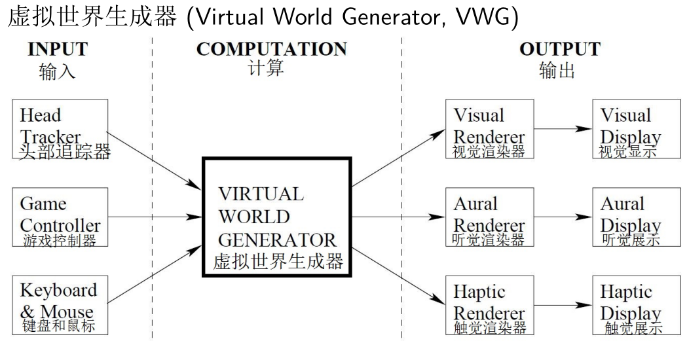 虚拟世界生成器 (Virtual World Generator, VWG)
INPUT
输入
COMPUTATION
计算
OUTPUT
输出
Head
Tracker
头部追踪器
Game
Controller
游戏控制器
Keyboard
& Mouse
键盘和鼠标
VIRTUAL
WORLD
GENERATOR
虚拟世界生成器
Visual
Renderer
视觉渲染器
Visual
Display
视觉显示
Aural
Renderer
听觉渲染器
Aural
Display
听觉展示
Haptic
Renderer
触觉渲染器
Haptic
Display
触觉展示